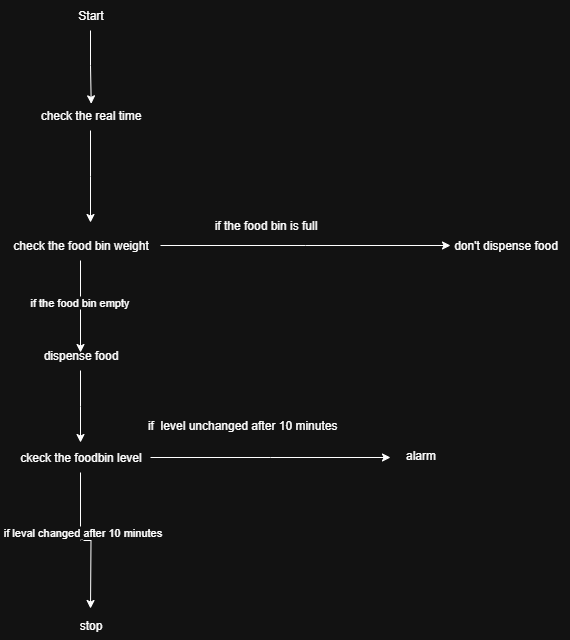 Start
check the real time
if the food bin is full
check the food bin weight
don't dispense food
if the food bin empty
dispense food
if  level unchanged after 10 minutes
ckeck the foodbin level
alarm
if leval changed after 10 minutes
stop